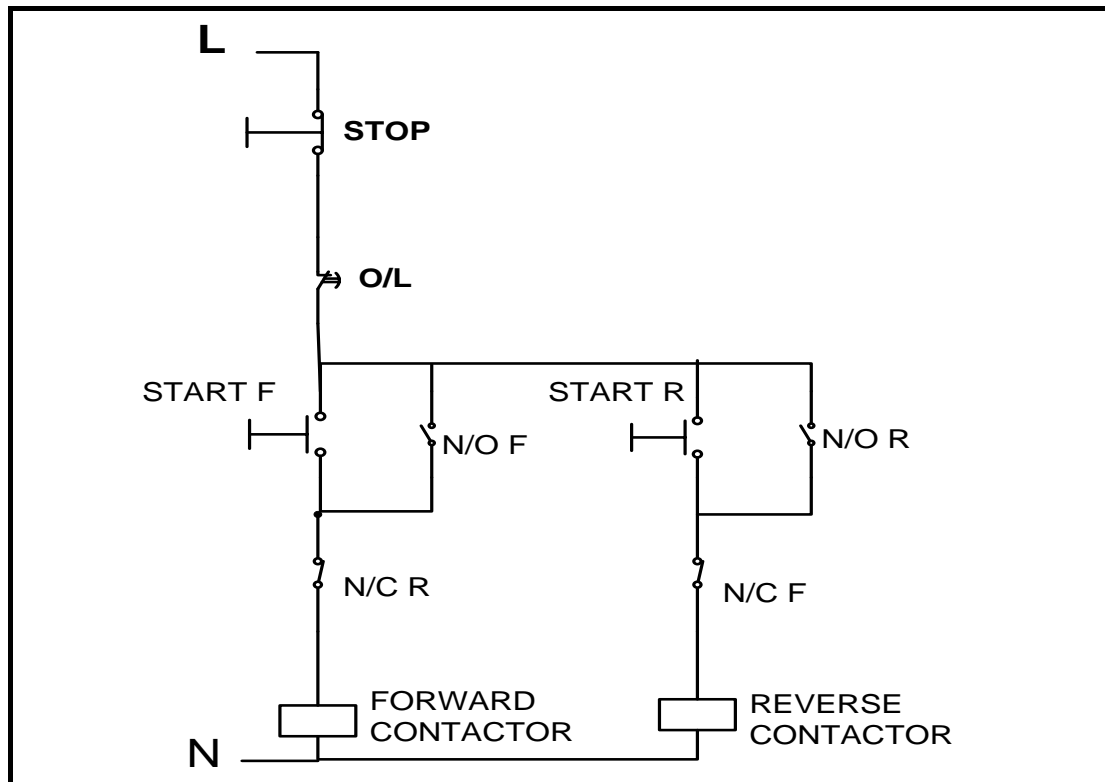 L
STOP
O/L
START F
START R
N/O F
N/O R
N/C R
N/C F
FORWARD
CONTACTOR
REVERSE
CONTACTOR
N